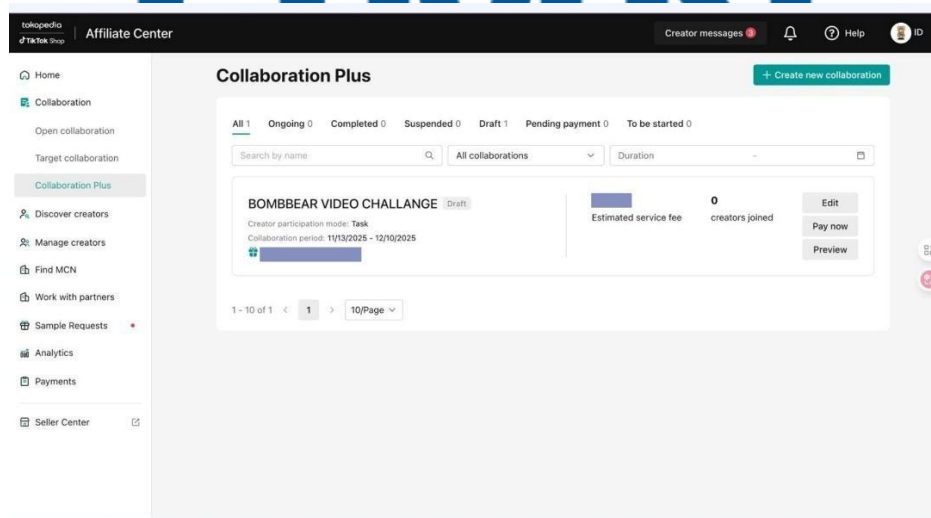 tokopedia
TikTok Shop
Affiliate Center
Creator messages 3
Help
ID
Home
Collaboration
Open collaboration
Target collaboration
Collaboration Plus
Discover creators
Manage creators
Find MCN
Work with partners
Sample Requests
Analytics
Payments
Seller Center
Collaboration Plus
+ Create new collaboration
All 1 Ongoing 0 Completed 0 Suspended 0 Draft 1 Pending payment 0 To be started 0
Search by name
All collaborations
Duration -
BOMBBEAR VIDEO CHALLANGE Draft
Creator participation mode: Task
Collaboration period: 11/13/2025 - 12/10/2025
Estimated service fee
0
creators joined
Edit
Pay now
Preview
1 - 10 of 1 < 1 > 10/Page